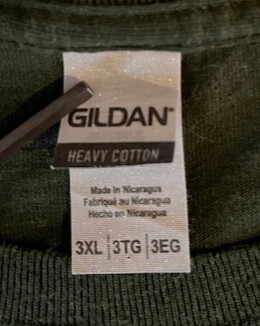 GILDAN
HEAVY COTTON
Made in Nicaragua
Fabriqué au Nicaragua
Hecho en Nicaragua
3XL 3TG 3EG